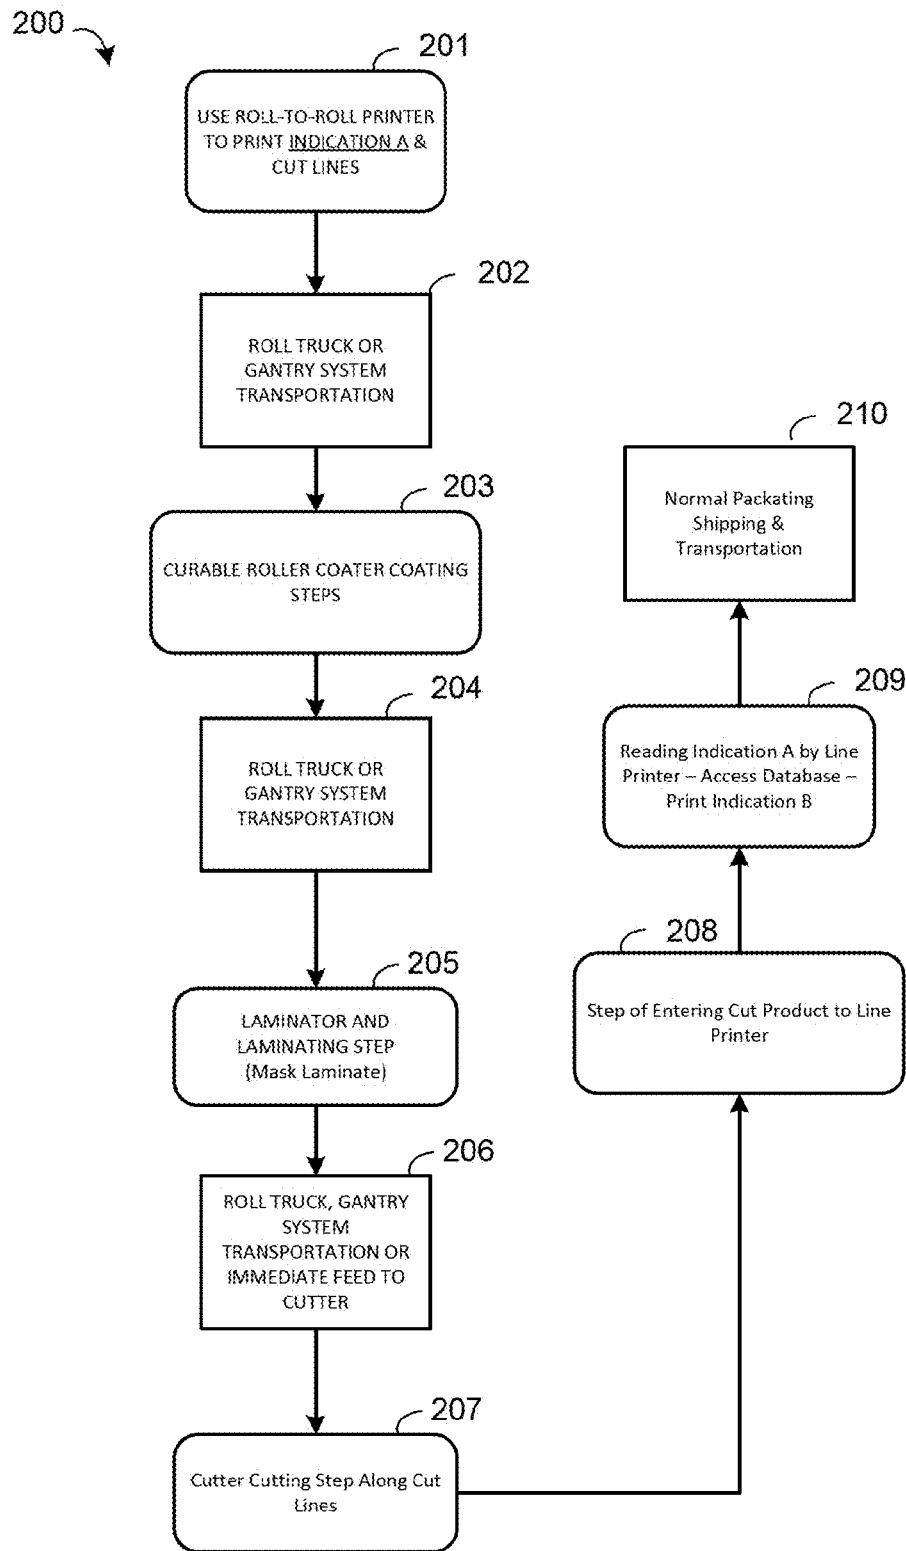 200
201
USE ROLL-TO-ROLL PRINTER
TO PRINT INDICATION A &
CUT LINES
202
ROLL TRUCK OR
GANTRY SYSTEM
TRANSPORTATION
203
CURABLE ROLLER COATER COATING
STEPS
204
ROLL TRUCK OR
GANTRY SYSTEM
TRANSPORTATION
205
LAMINATOR AND
LAMINATING STEP
(Mask Laminate)
206
ROLL TRUCK, GANTRY
SYSTEM
TRANSPORTATION OR
IMMEDIATE FEED TO
CUTTER
207
Cutter Cutting Step Along Cut
Lines
208
Step of Entering Cut Product to Line
Printer
209
Reading Indication A by Line
Printer – Access Database –
Print Indication B
210
Normal Packating
Shipping &
Transportation